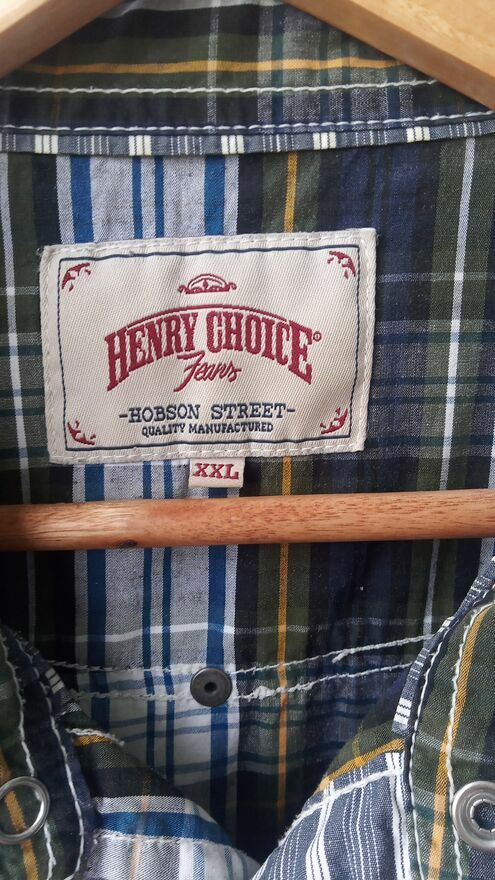 HENRY CHOICE®
Jeans
-HOBSON STREET-
QUALITY MANUFACTURED
XXL